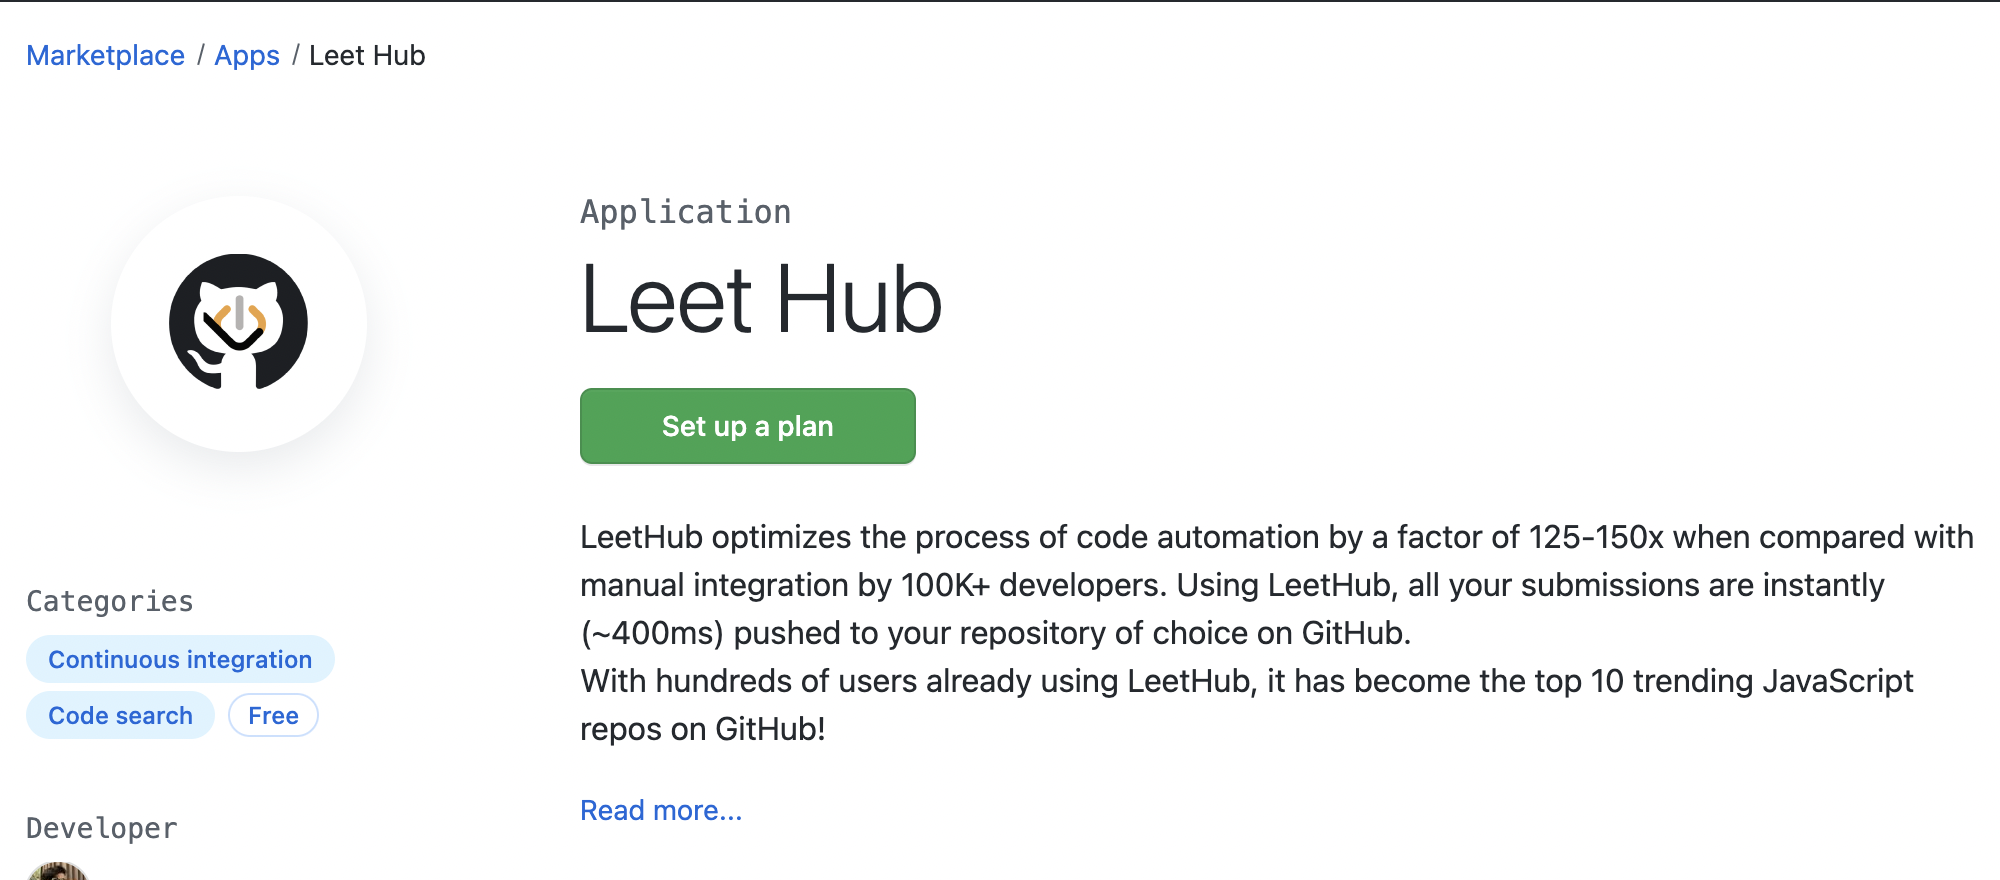 Marketplace / Apps / Leet Hub
Application
Leet Hub
Set up a plan
LeetHub optimizes the process of code automation by a factor of 125-150x when compared with
manual integration by 100K+ developers. Using LeetHub, all your submissions are instantly
(~400ms) pushed to your repository of choice on GitHub.
With hundreds of users already using LeetHub, it has become the top 10 trending JavaScript
repos on GitHub!
Read more...
Categories
Continuous integration
Code search Free
Developer